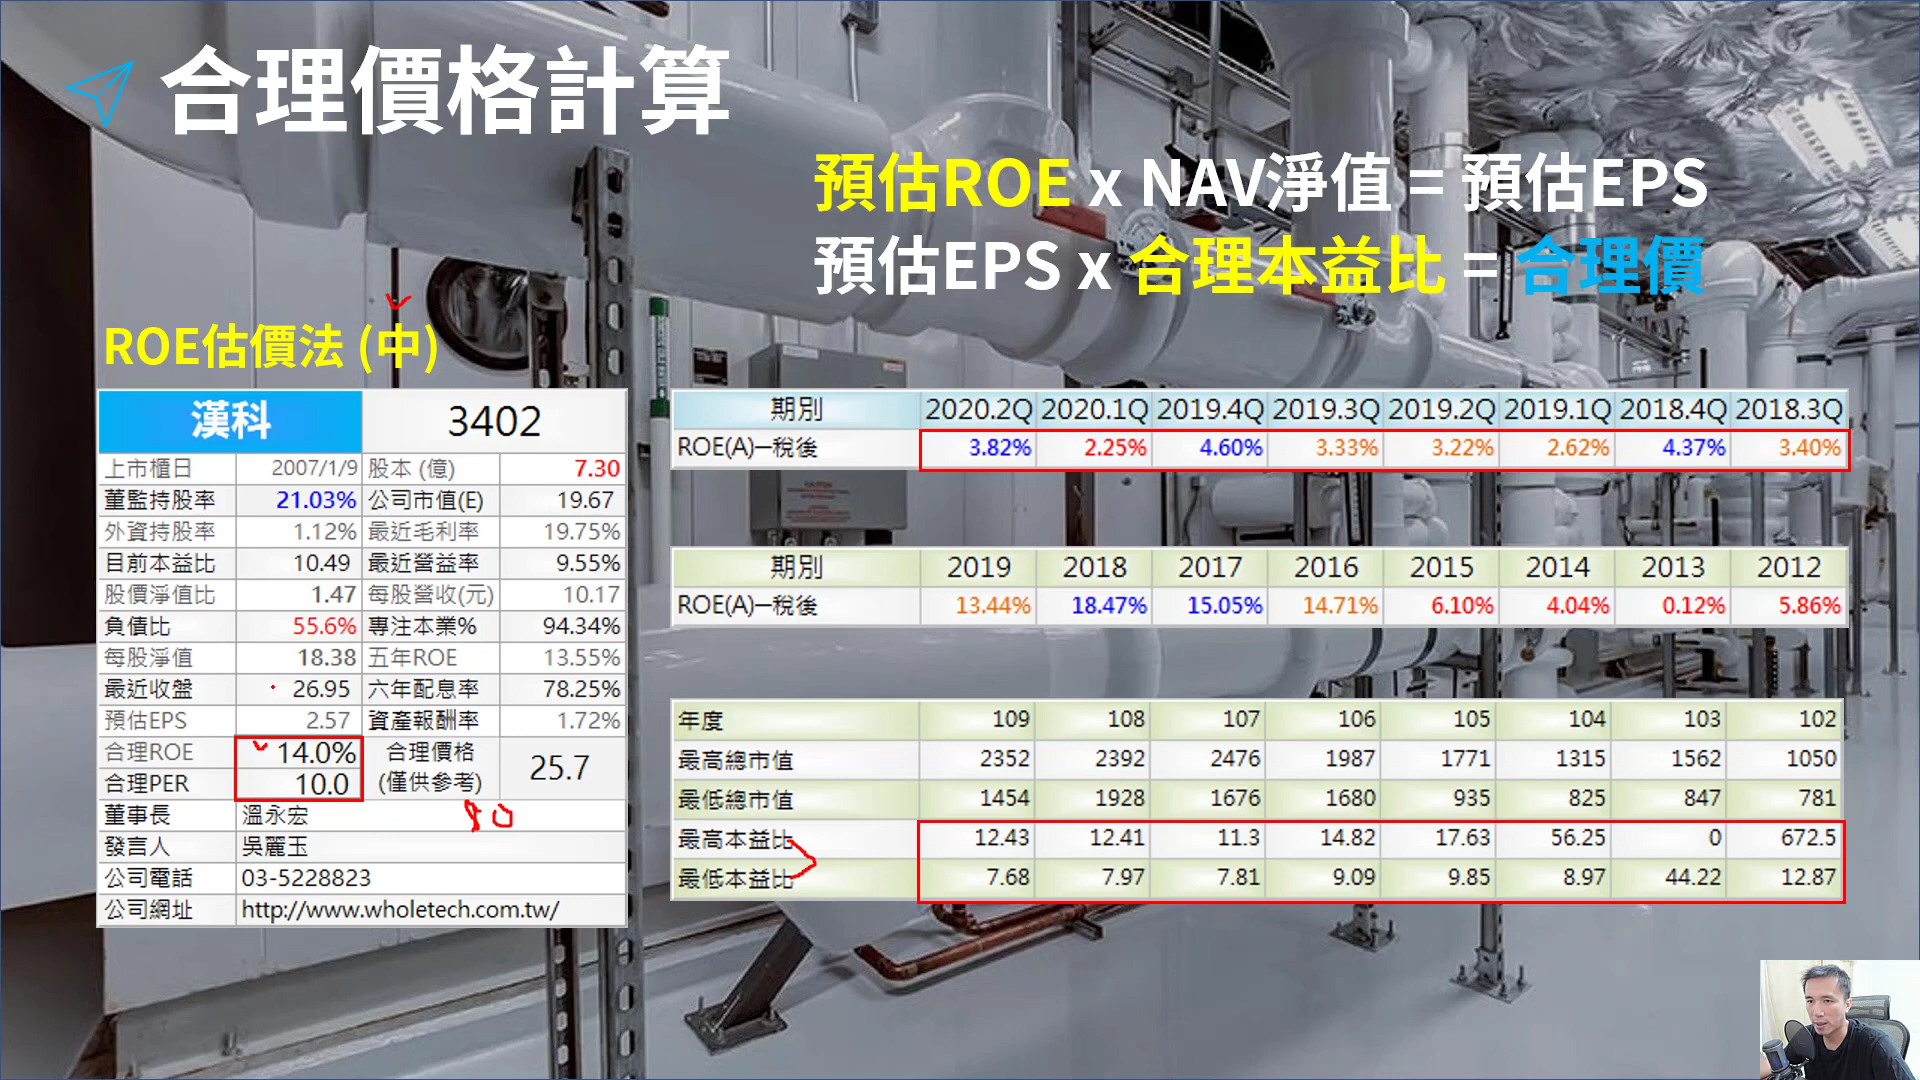 合理價格計算
預估ROE x NAV淨值 = 預估EPS
預估EPS x 合理本益比 = 合理價
ROE估價法 (中)
漢科 3402
上市櫃日 2007/1/9 股本 (億) 7.30
董監持股率 21.03% 公司市值(E) 19.67
外資持股率 1.12% 最近毛利率 19.75%
目前本益比 10.49 最近營益率 9.55%
股價淨值比 1.47 每股營收(元) 10.17
負債比 55.6% 專注本業% 94.34%
每股淨值 18.38 五年ROE 13.55%
最近收盤 26.95 六年配息率 78.25%
預估EPS 2.57 資產報酬率 1.72%
合理ROE 14.0% 合理價格 25.7
合理PER 10.0 (僅供參考)
董事長 溫永宏
80
發言人 吳麗玉
公司電話 03-5228823
公司網址 http://www.wholetech.com.tw/
期別 2020.2Q 2020.1Q 2019.4Q 2019.3Q 2019.2Q 2019.1Q 2018.4Q 2018.3Q
ROE(A)─稅後 3.82% 2.25% 4.60% 3.33% 3.22% 2.62% 4.37% 3.40%
期別 2019 2018 2017 2016 2015 2014 2013 2012
ROE(A)─稅後 13.44% 18.47% 15.05% 14.71% 6.10% 4.04% 0.12% 5.86%
年度 109 108 107 106 105 104 103 102
最高總市值 2352 2392 2476 1987 1771 1315 1562 1050
最低總市值 1454 1928 1676 1680 935 825 847 781
最高本益比 12.43 12.41 11.3 14.82 17.63 56.25 0 672.5
最低本益比 7.68 7.97 7.81 9.09 9.85 8.97 44.22 12.87